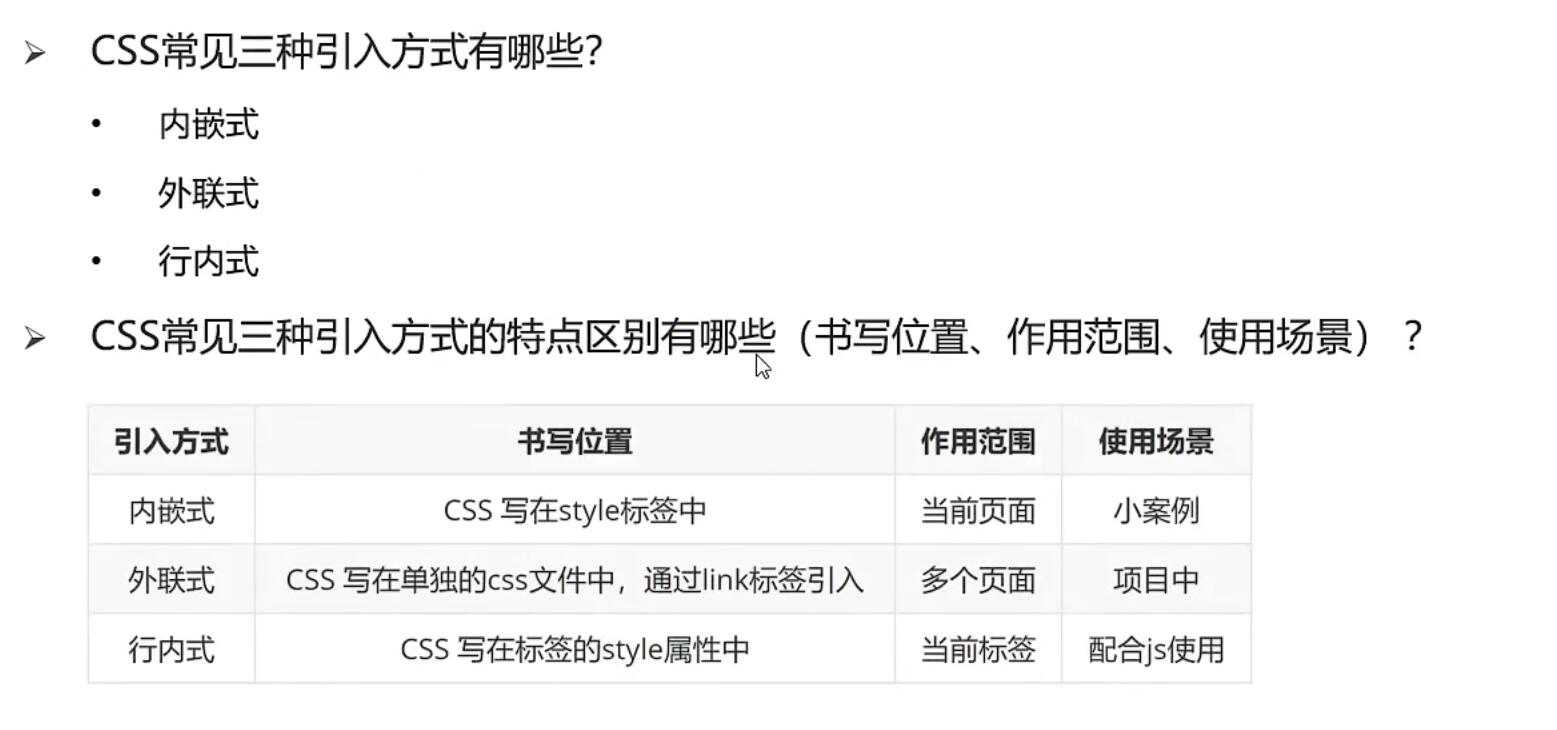 CSS常见三种引入方式有哪些？
内嵌式
外联式
行内式
CSS常见三种引入方式的特点区别有哪些（书写位置、作用范围、使用场景）？
引入方式 书写位置 作用范围 使用场景
内嵌式 CSS 写在style标签中 当前页面 小案例
外联式 CSS 写在单独的css文件中，通过link标签引入 多个页面 项目中
行内式 CSS 写在标签的style属性中 当前标签 配合js使用